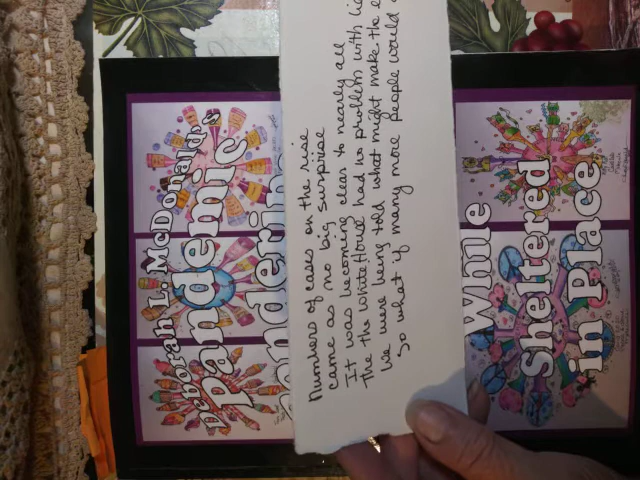 Deborah L. McDonald's
Pandemic
Numbers of cases on the rise
came as no big surprise
It was becoming clear to nearly all
The the White House had no problem with
We were being told what might make the
So what if many more people would
While
Sheltered
in Place